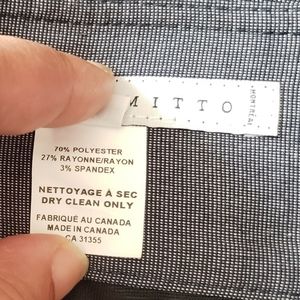 MITTO
MONTRÉAL
70% POLYESTER
27% RAYONNE/RAYON
3% SPANDEX
NETTOYAGE À SEC
DRY CLEAN ONLY
FABRIQUÉ AU CANADA
MADE IN CANADA
CA 31355